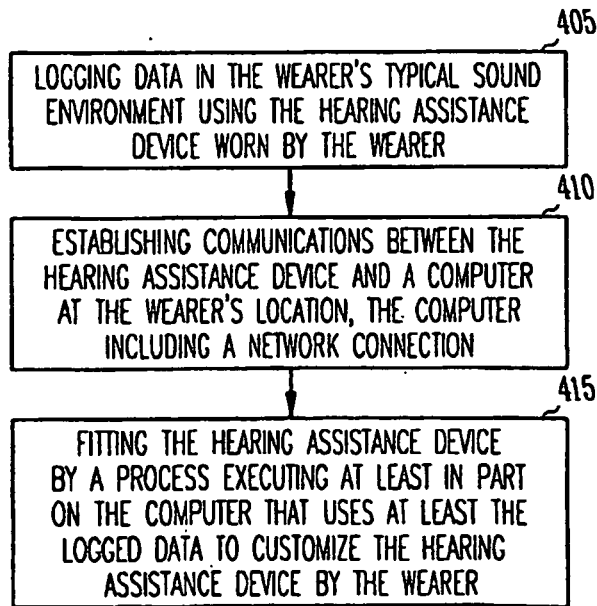 405
LOGGING DATA IN THE WEARER'S TYPICAL SOUND
ENVIRONMENT USING THE HEARING ASSISTANCE
DEVICE WORN BY THE WEARER
410
ESTABLISHING COMMUNICATIONS BETWEEN THE
HEARING ASSISTANCE DEVICE AND A COMPUTER
AT THE WEARER'S LOCATION, THE COMPUTER
INCLUDING A NETWORK CONNECTION
415
FITTING THE HEARING ASSISTANCE DEVICE
BY A PROCESS EXECUTING AT LEAST IN PART
ON THE COMPUTER THAT USES AT LEAST THE
LOGGED DATA TO CUSTOMIZE THE HEARING
ASSISTANCE DEVICE BY THE WEARER